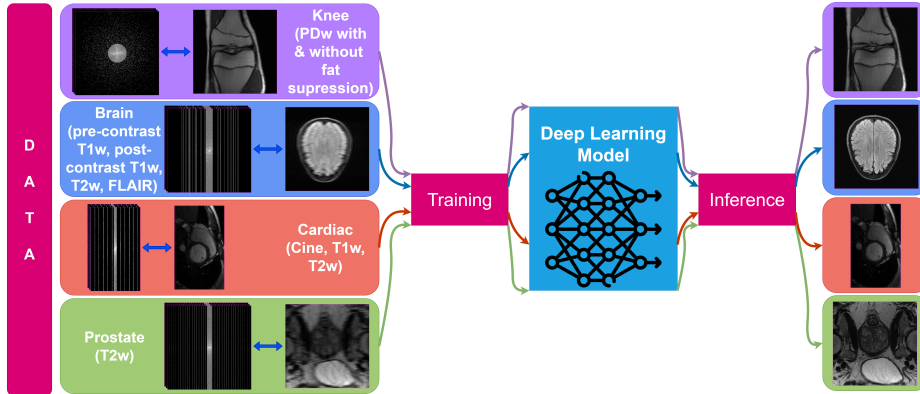 D
A
T
A
Knee
(PDw with
& without
fat
supression)
Brain
(pre-contrast
T1w, post-
contrast T1w,
T2w, FLAIR)
Cardiac
(Cine, T1w,
T2w)
Prostate
(T2w)
Training
Deep Learning
Model
Inference